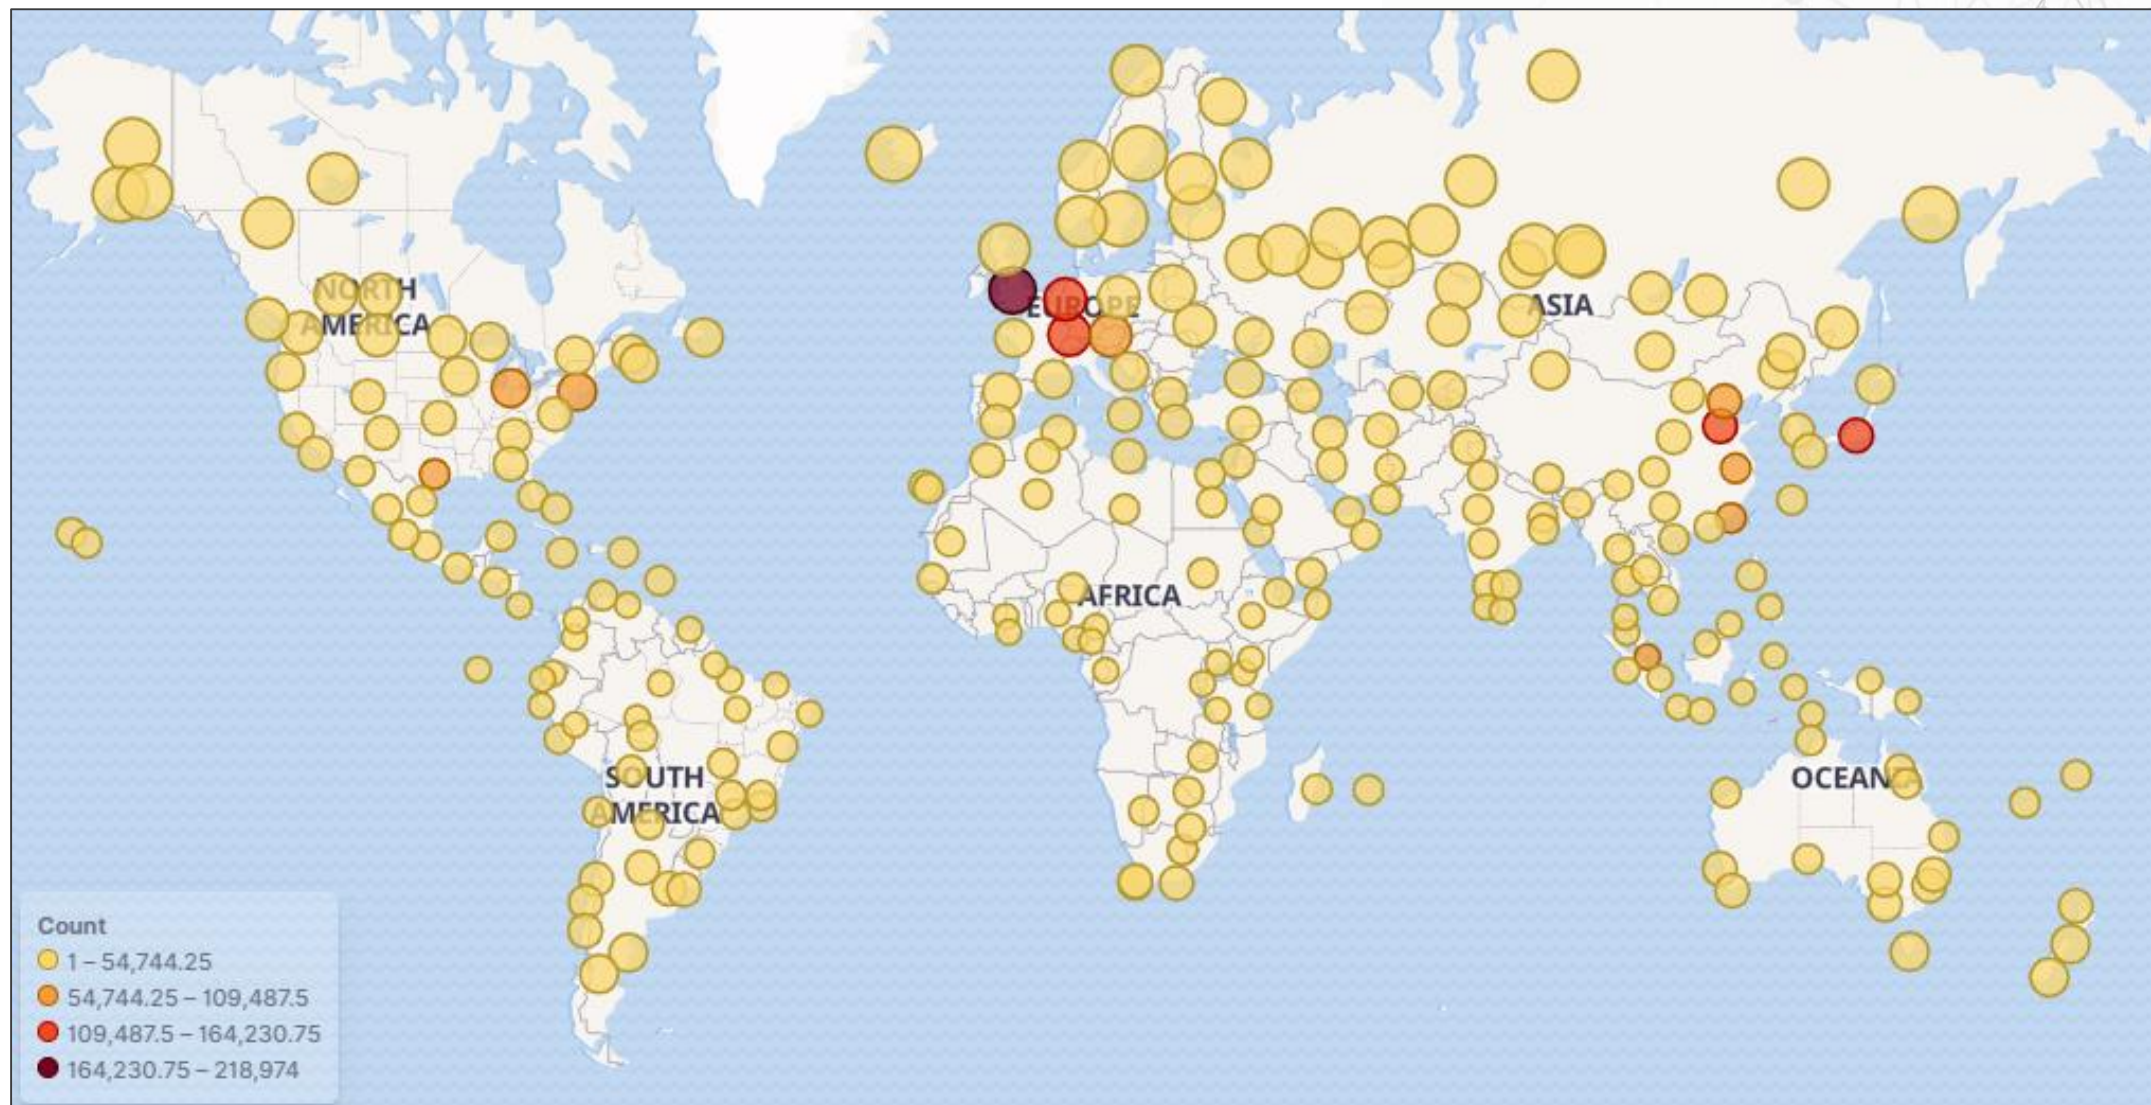 NORTH
AMERICA
EUROPE
ASIA
AFRICA
SOUTH
AMERICA
OCEANIA
Count
1 – 54,744.25
54,744.25 – 109,487.5
109,487.5 – 164,230.75
164,230.75 – 218,974